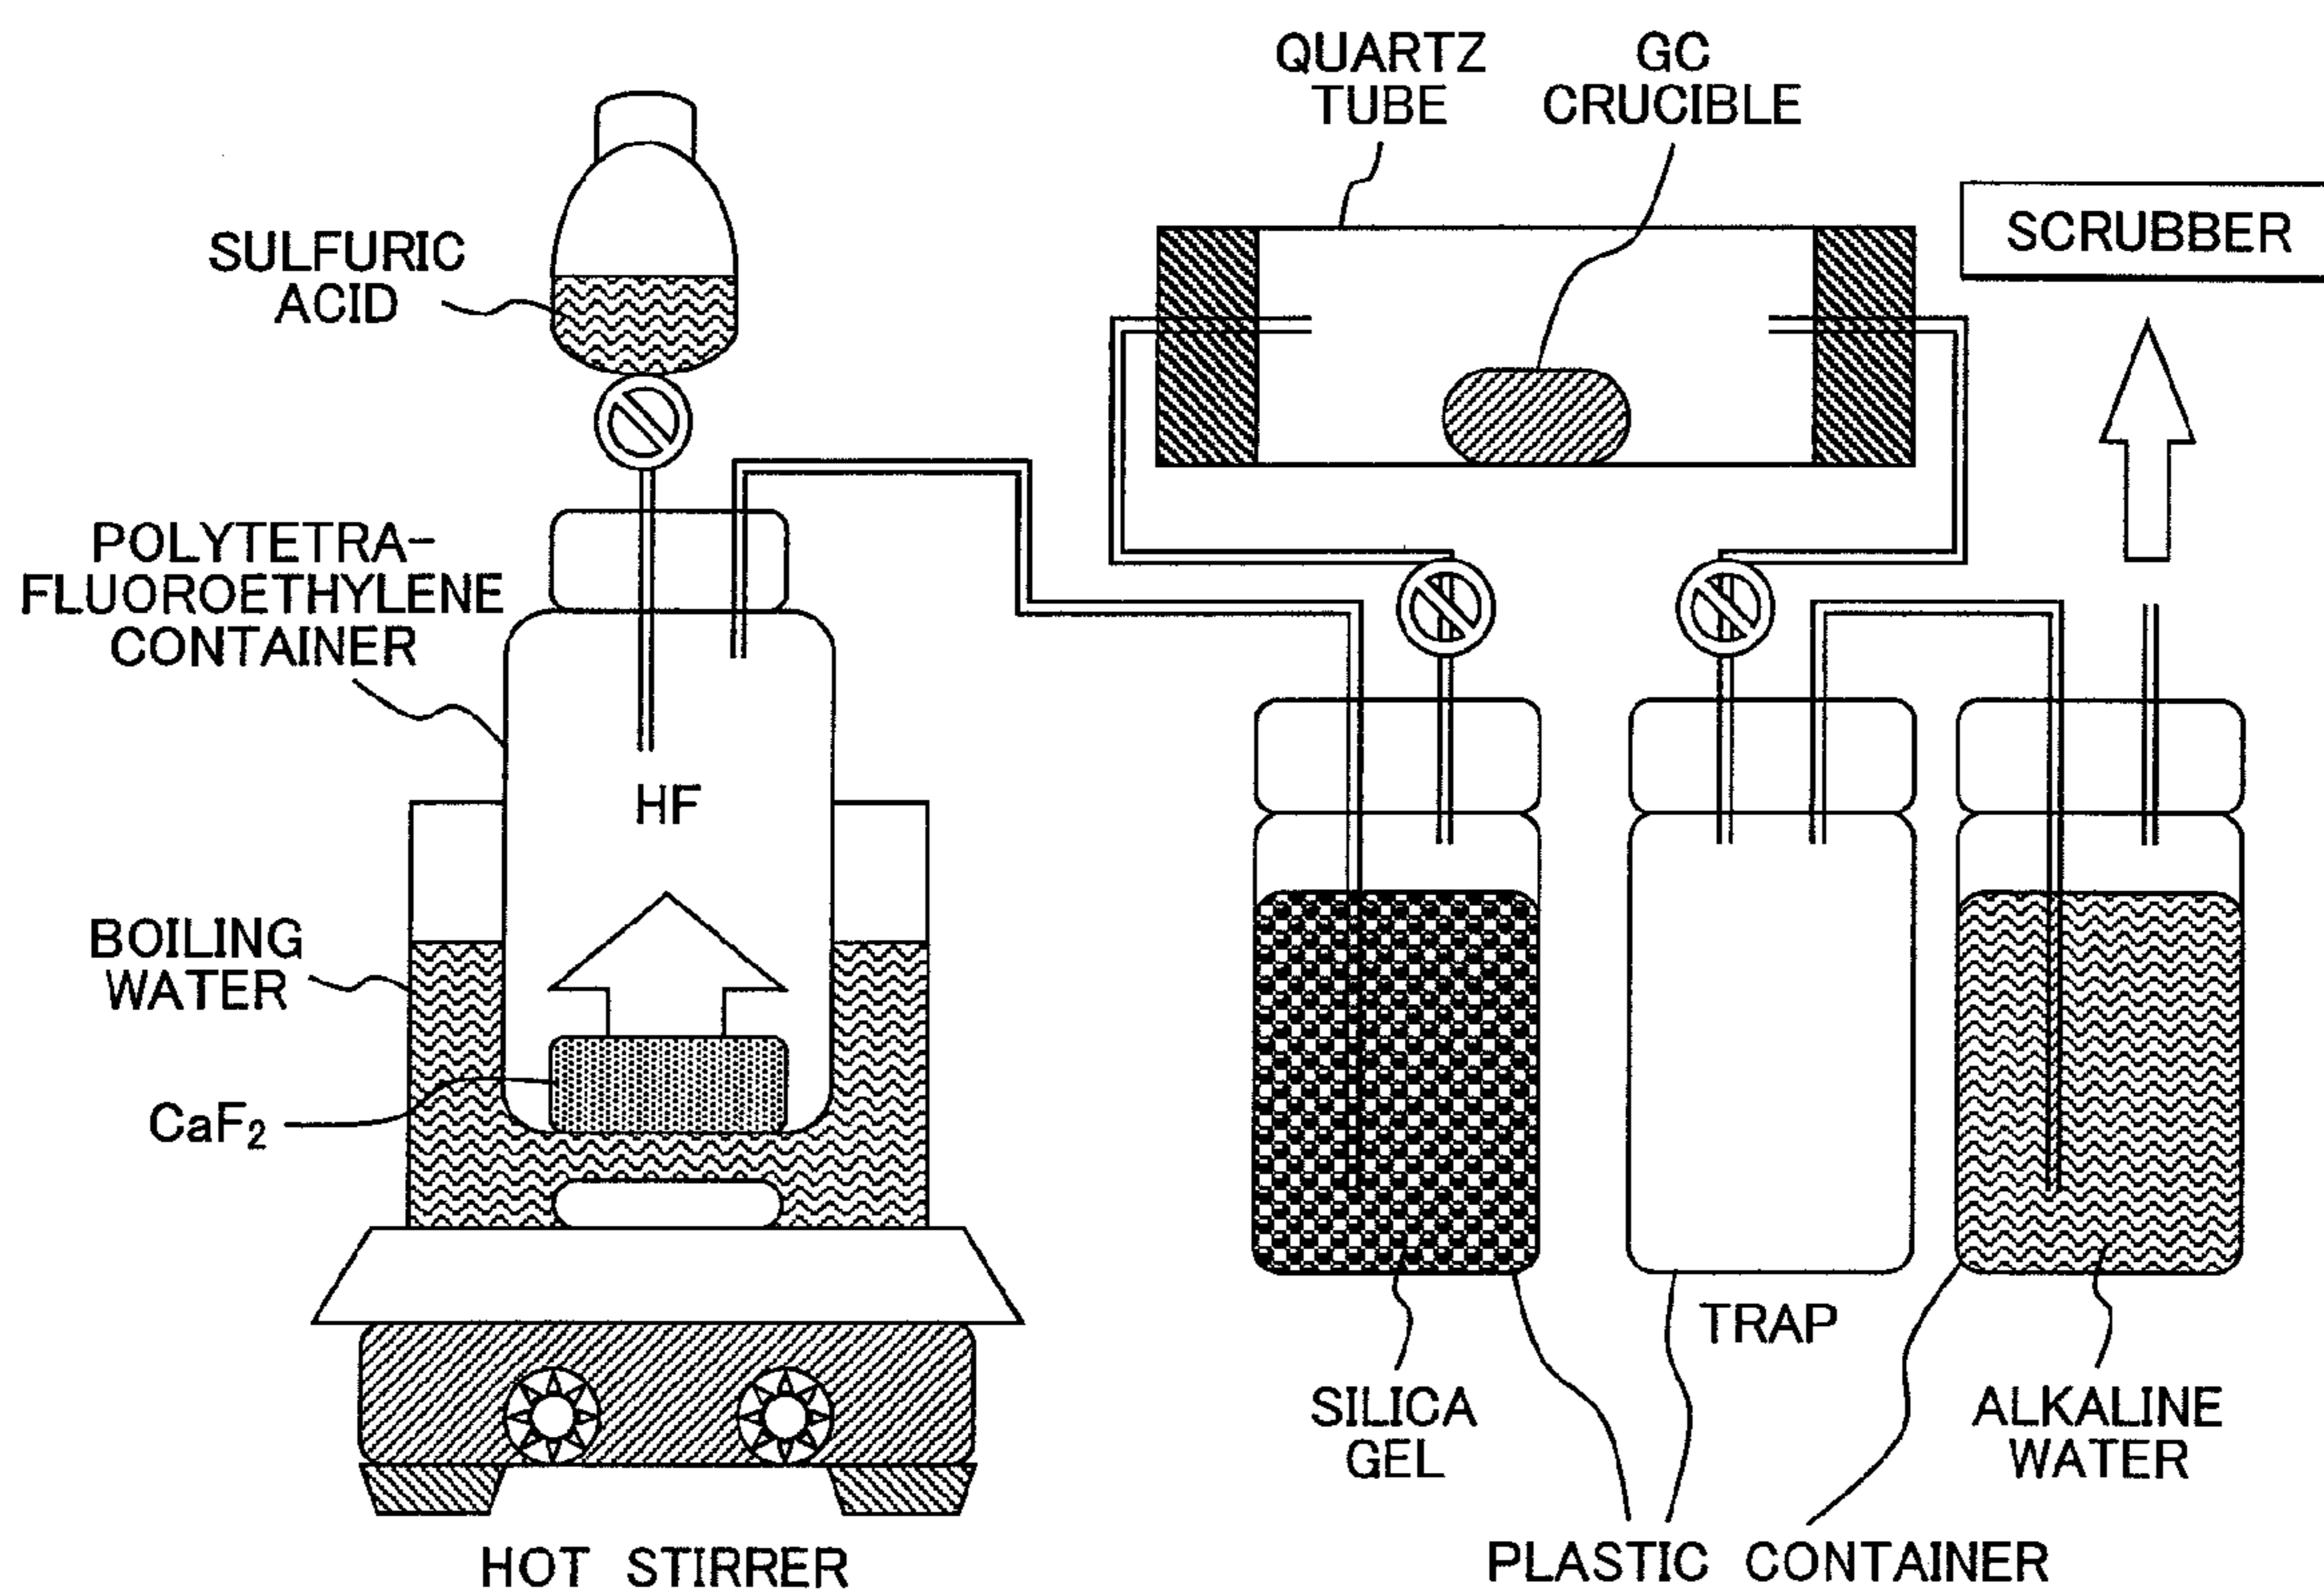 QUARTZ
TUBE
GC
CRUCIBLE
SCRUBBER
SULFURIC
ACID
POLYTETRA-
FLUOROETHYLENE
CONTAINER
HF
BOILING
WATER
CaF₂
TRAP
SILICA
GEL
ALKALINE
WATER
HOT STIRRER
PLASTIC CONTAINER